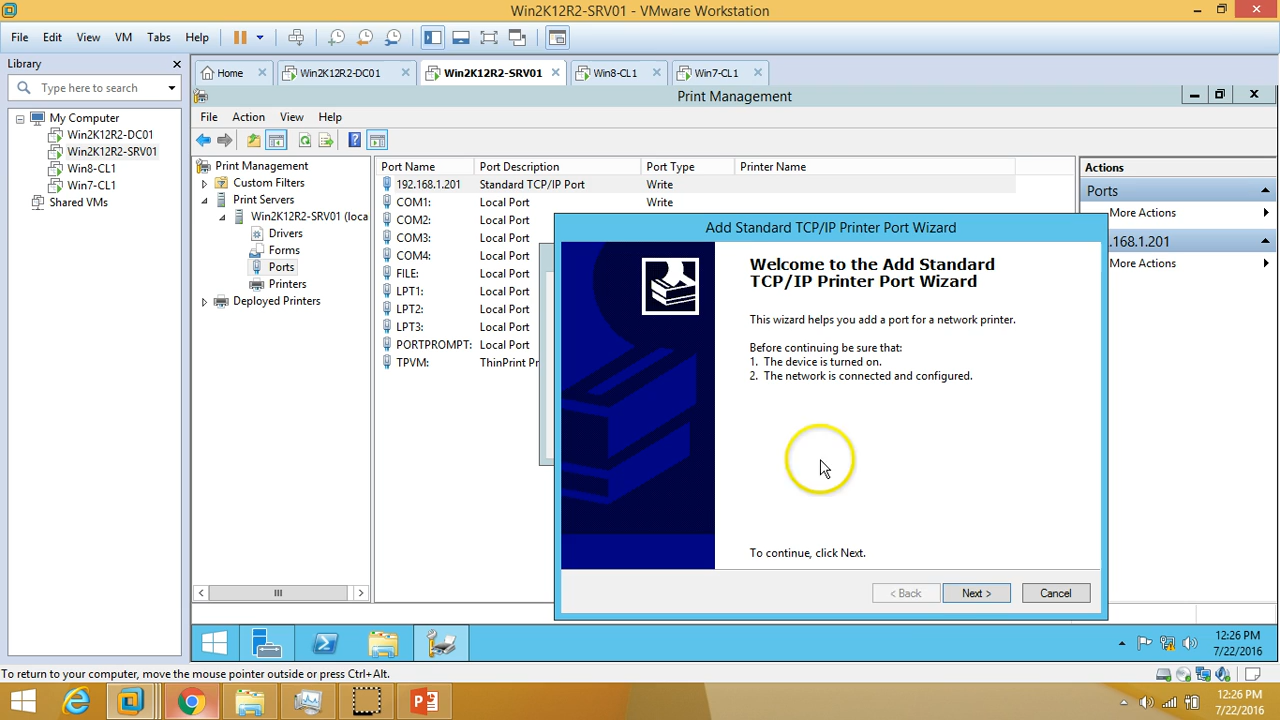 Win2K12R2-SRV01 - VMware Workstation
File Edit View VM Tabs Help
Library
Type here to search
My Computer
Win2K12R2-DC01
Win2K12R2-SRV01
Win8-CL1
Win7-CL1
Shared VMs
Home
Win2K12R2-DC01
Win2K12R2-SRV01
Win8-CL1
Win7-CL1
Print Management
File Action View Help
Print Management
Custom Filters
Print Servers
Win2K12R2-SRV01 (loca
Drivers
Forms
Ports
Printers
Deployed Printers
Port Name Port Description Port Type Printer Name
192.168.1.201 Standard TCP/IP Port Write
COM1: Local Port Write
COM2: Local Port
COM3: Local Port
COM4: Local Port
FILE: Local Port
LPT1: Local Port
LPT2: Local Port
LPT3: Local Port
PORTPROMPT: Local Port
TPVM: ThinPrint Pr
Actions
Ports
More Actions
.168.1.201
More Actions
Add Standard TCP/IP Printer Port Wizard
Welcome to the Add Standard
TCP/IP Printer Port Wizard
This wizard helps you add a port for a network printer.
Before continuing be sure that:
1. The device is turned on.
2. The network is connected and configured.
To continue, click Next.
< Back Next > Cancel
12:26 PM
7/22/2016
To return to your computer, move the mouse pointer outside or press Ctrl+Alt.
12:26 PM
7/22/2016